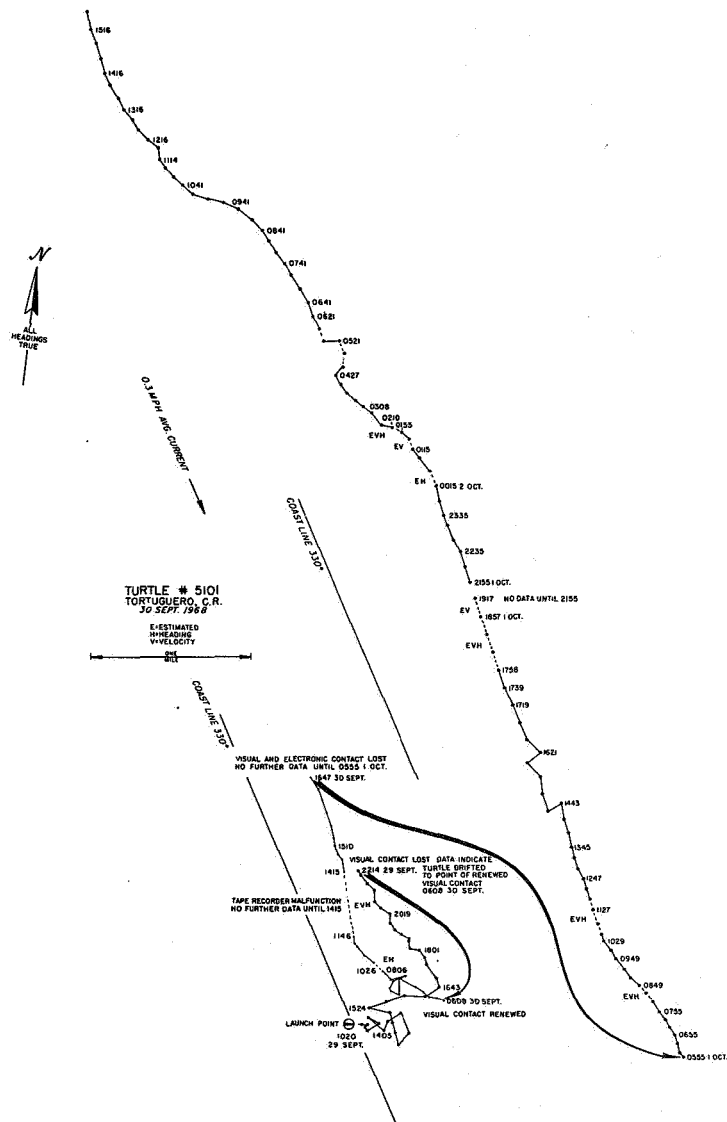 1516
1416
1316
1216
1114
1041
0941
0841
0741
0641
0621
0521
0427
0308
0210
0155
EVH
EV
0115
EH
0015 2 OCT.
2335
2235
2155 1 OCT.
1917 NO DATA UNTIL 2155
EV
1857 1 OCT.
EVH
1758
1739
1719
1621
1443
1345
1247
1127
EVH
1029
0949
0849
EVH
0755
0655
0555 1 OCT.
N
ALL
HEADINGS
TRUE
0.3 MPH AVG. CURRENT
COAST LINE 330°
TURTLE # 5101
TORTUGUERO, C.R.
30 SEPT. 1968
E=ESTIMATED
H=HEADING
V=VELOCITY
ONE
MILE
COAST LINE 330°
VISUAL AND ELECTRONIC CONTACT LOST
NO FURTHER DATA UNTIL 0555 1 OCT.
1647 30 SEPT.
1510
1415
VISUAL CONTACT LOST DATA INDICATE
2214 29 SEPT. TURTLE DRIFTED
TO POINT OF RENEWED
VISUAL CONTACT
0608 30 SEPT.
TAPE RECORDER MALFUNCTION
NO FURTHER DATA UNTIL 1415
EVH
2019
1146
EH
1801
1026
0806
1643
0608 30 SEPT.
VISUAL CONTACT RENEWED
1524
LAUNCH POINT
1405
1020
29 SEPT.